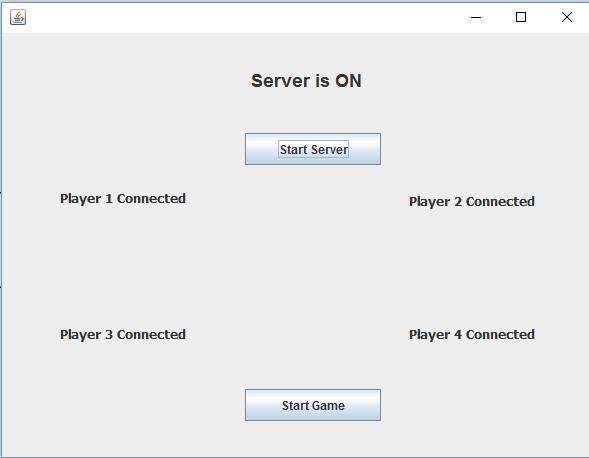 Server is ON
Start Server
Player 1 Connected
Player 2 Connected
Player 3 Connected
Player 4 Connected
Start Game